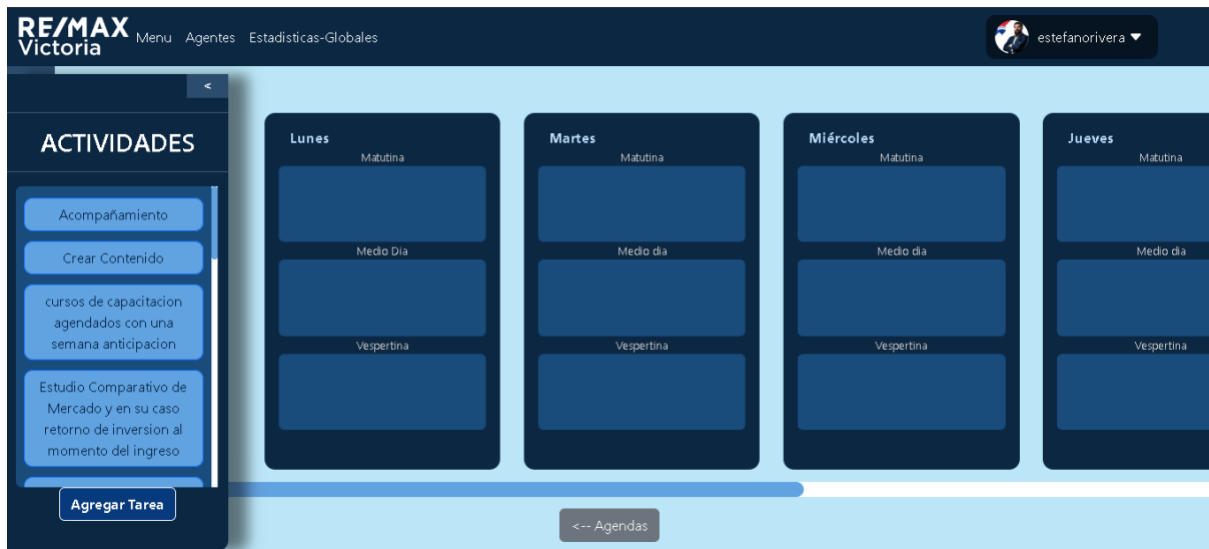 RE/MAX
Victoria
Menu Agentes Estadisticas-Globales
estefanorivera
<
ACTIVIDADES
Acompañamiento
Crear Contenido
cursos de capacitacion
agendados con una
semana anticipacion
Estudio Comparativo de
Mercado y en su caso
retorno de inversion al
momento del ingreso
Agregar Tarea
Lunes
Matutina
Medio Dia
Vespertina
Martes
Matutina
Medio dia
Vespertina
Miércoles
Matutina
Medio dia
Vespertina
Jueves
Matutina
Medio dia
Vespertina
<-- Agendas